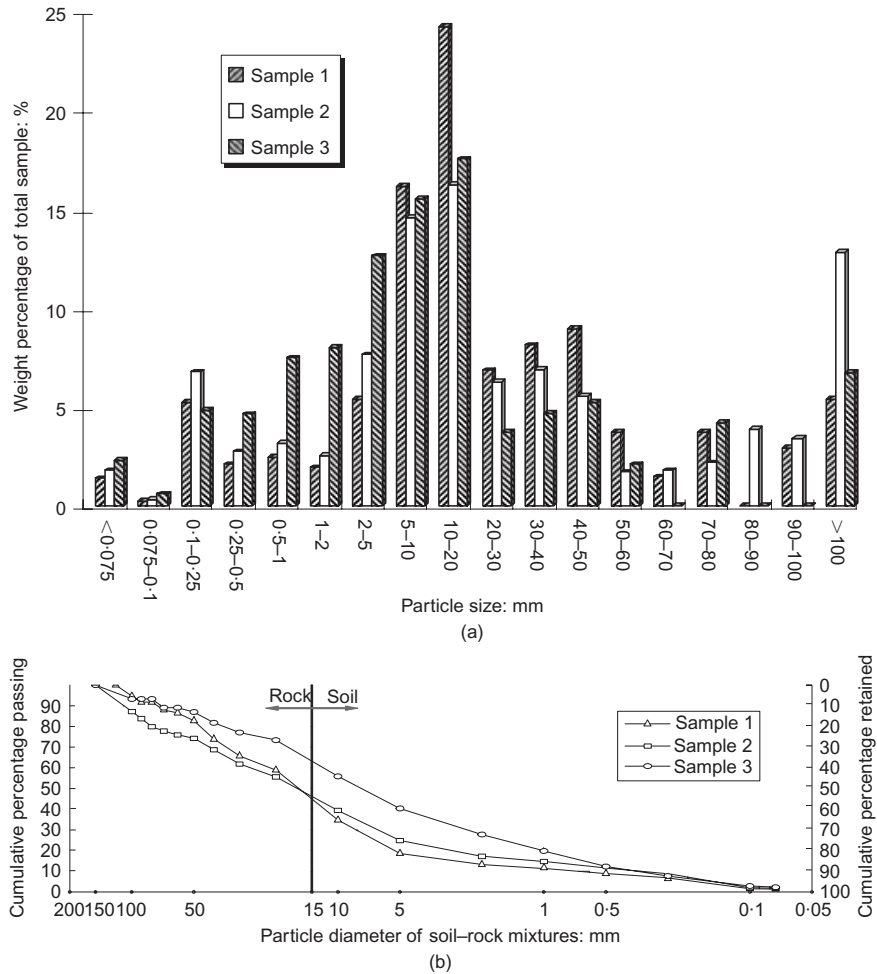 25
20
15
10
5
0
Weight percentage of total sample: %
Sample 1
Sample 2
Sample 3
<0·075
0·075–0·1
0·1–0·25
0·25–0·5
0·5–1
1–2
2–5
5–10
10–20
20–30
30–40
40–50
50–60
60–70
70–80
80–90
90–100
>100
Particle size: mm
(a)
Cumulative percentage passing
90
80
70
60
50
40
30
20
10
0
Rock
Soil
Sample 1
Sample 2
Sample 3
0
10
20
30
40
50
60
70
80
90
100
Cumulative percentage retained
200 150 100 50 15 10 5 1 0·5 0·1 0·05
Particle diameter of soil–rock mixtures: mm
(b)